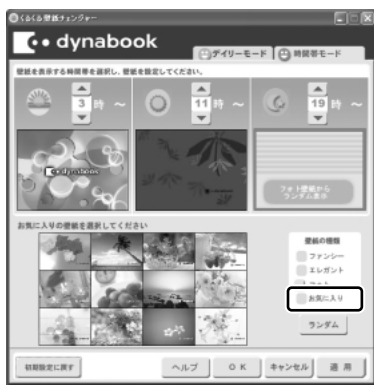 くるくる壁紙チェンジャー
dynabook
デイリーモード
時間帯モード
壁紙を表示する時間帯を選択し、壁紙を設定してください。
3 時 ～
11 時 ～
19 時 ～
dynabook
フォト壁紙から
ランダム表示
お気に入りの壁紙を選択してください
壁紙の種類
ファンシー
エレガント
フォト
お気に入り
ランダム
初期設定に戻す
ヘルプ
OK
キャンセル
適用